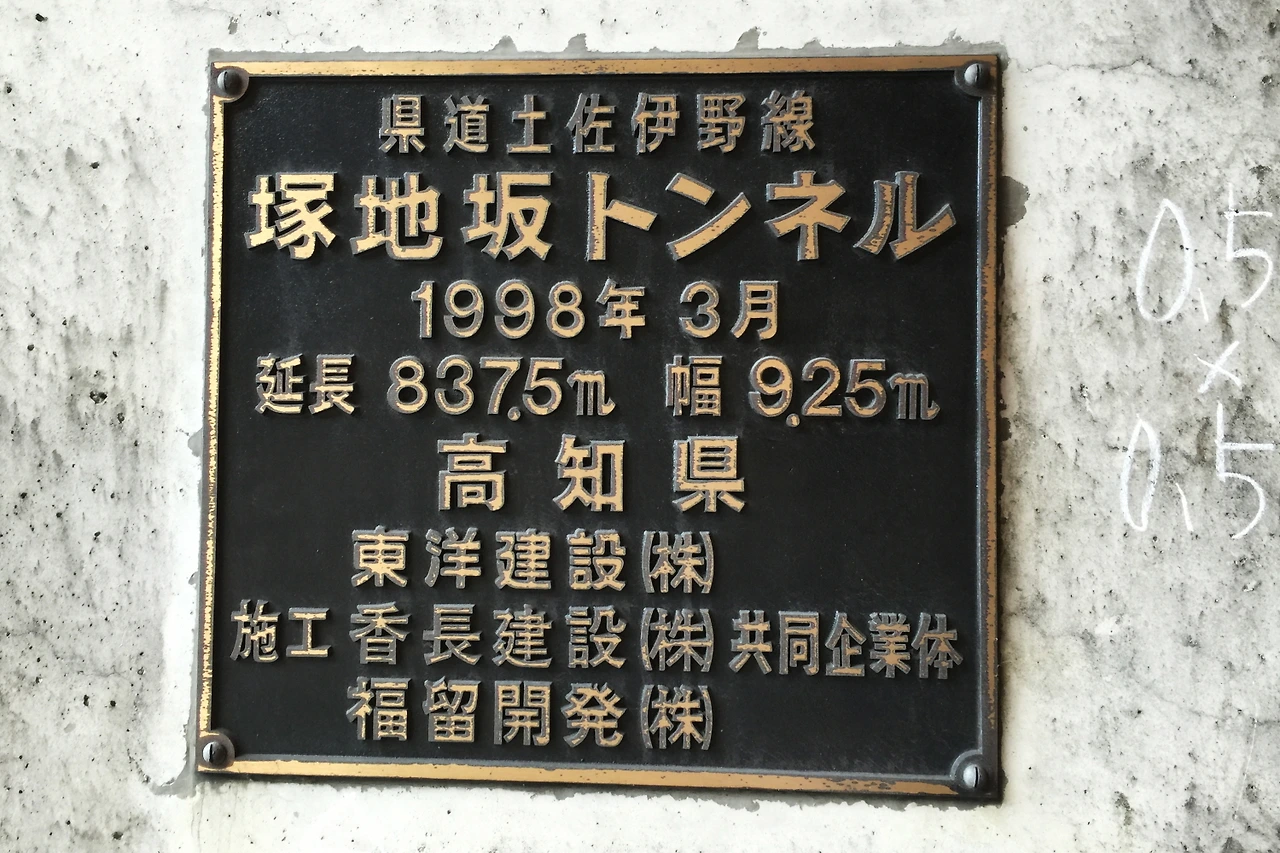 県道土佐伊野線
塚地坂トンネル
1998年 3月
延長 837.5m 幅 9.25m
高知県
東洋建設(株)
施工 香長建設(株) 共同企業体
福留開発(株)
0.5
×
0.5